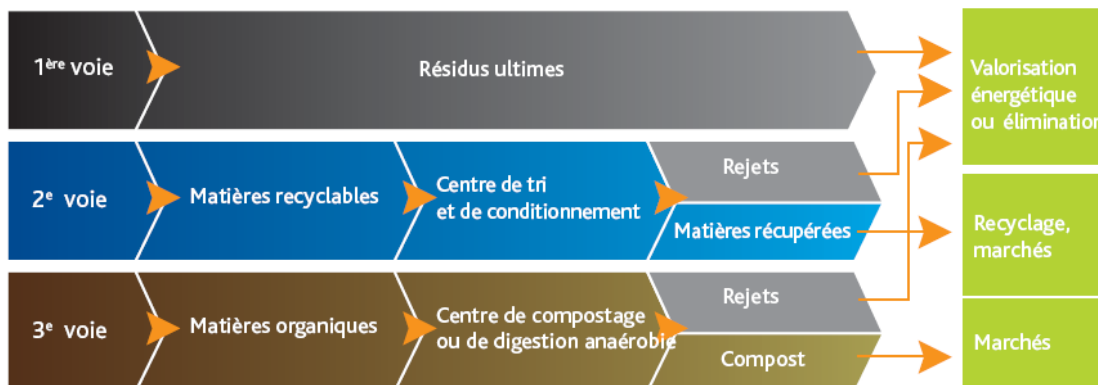 1ère voie
Résidus ultimes
Valorisation
énergétique
ou élimination
2e voie
Matières recyclables
Centre de tri
et de conditionnement
Rejets
Matières récupérées
Recyclage,
marchés
3e voie
Matières organiques
Centre de compostage
ou de digestion anaérobie
Rejets
Compost
Marchés